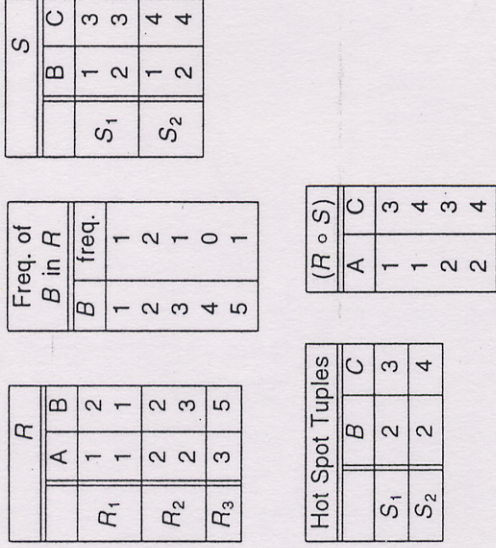 R
A B
R₁
1 2
1 1
R₂
2 2
2 3
R₃ 3 5
Freq. of
B in R
B freq.
1 1
2 2
3 1
4 0
5 1
S
B C
S₁
1 3
2 3
S₂
1 4
2 4
Hot Spot Tuples
B C
S₁ 2 3
S₂ 2 4
(R ∘ S)
A C
1 3
1 4
2 3
2 4